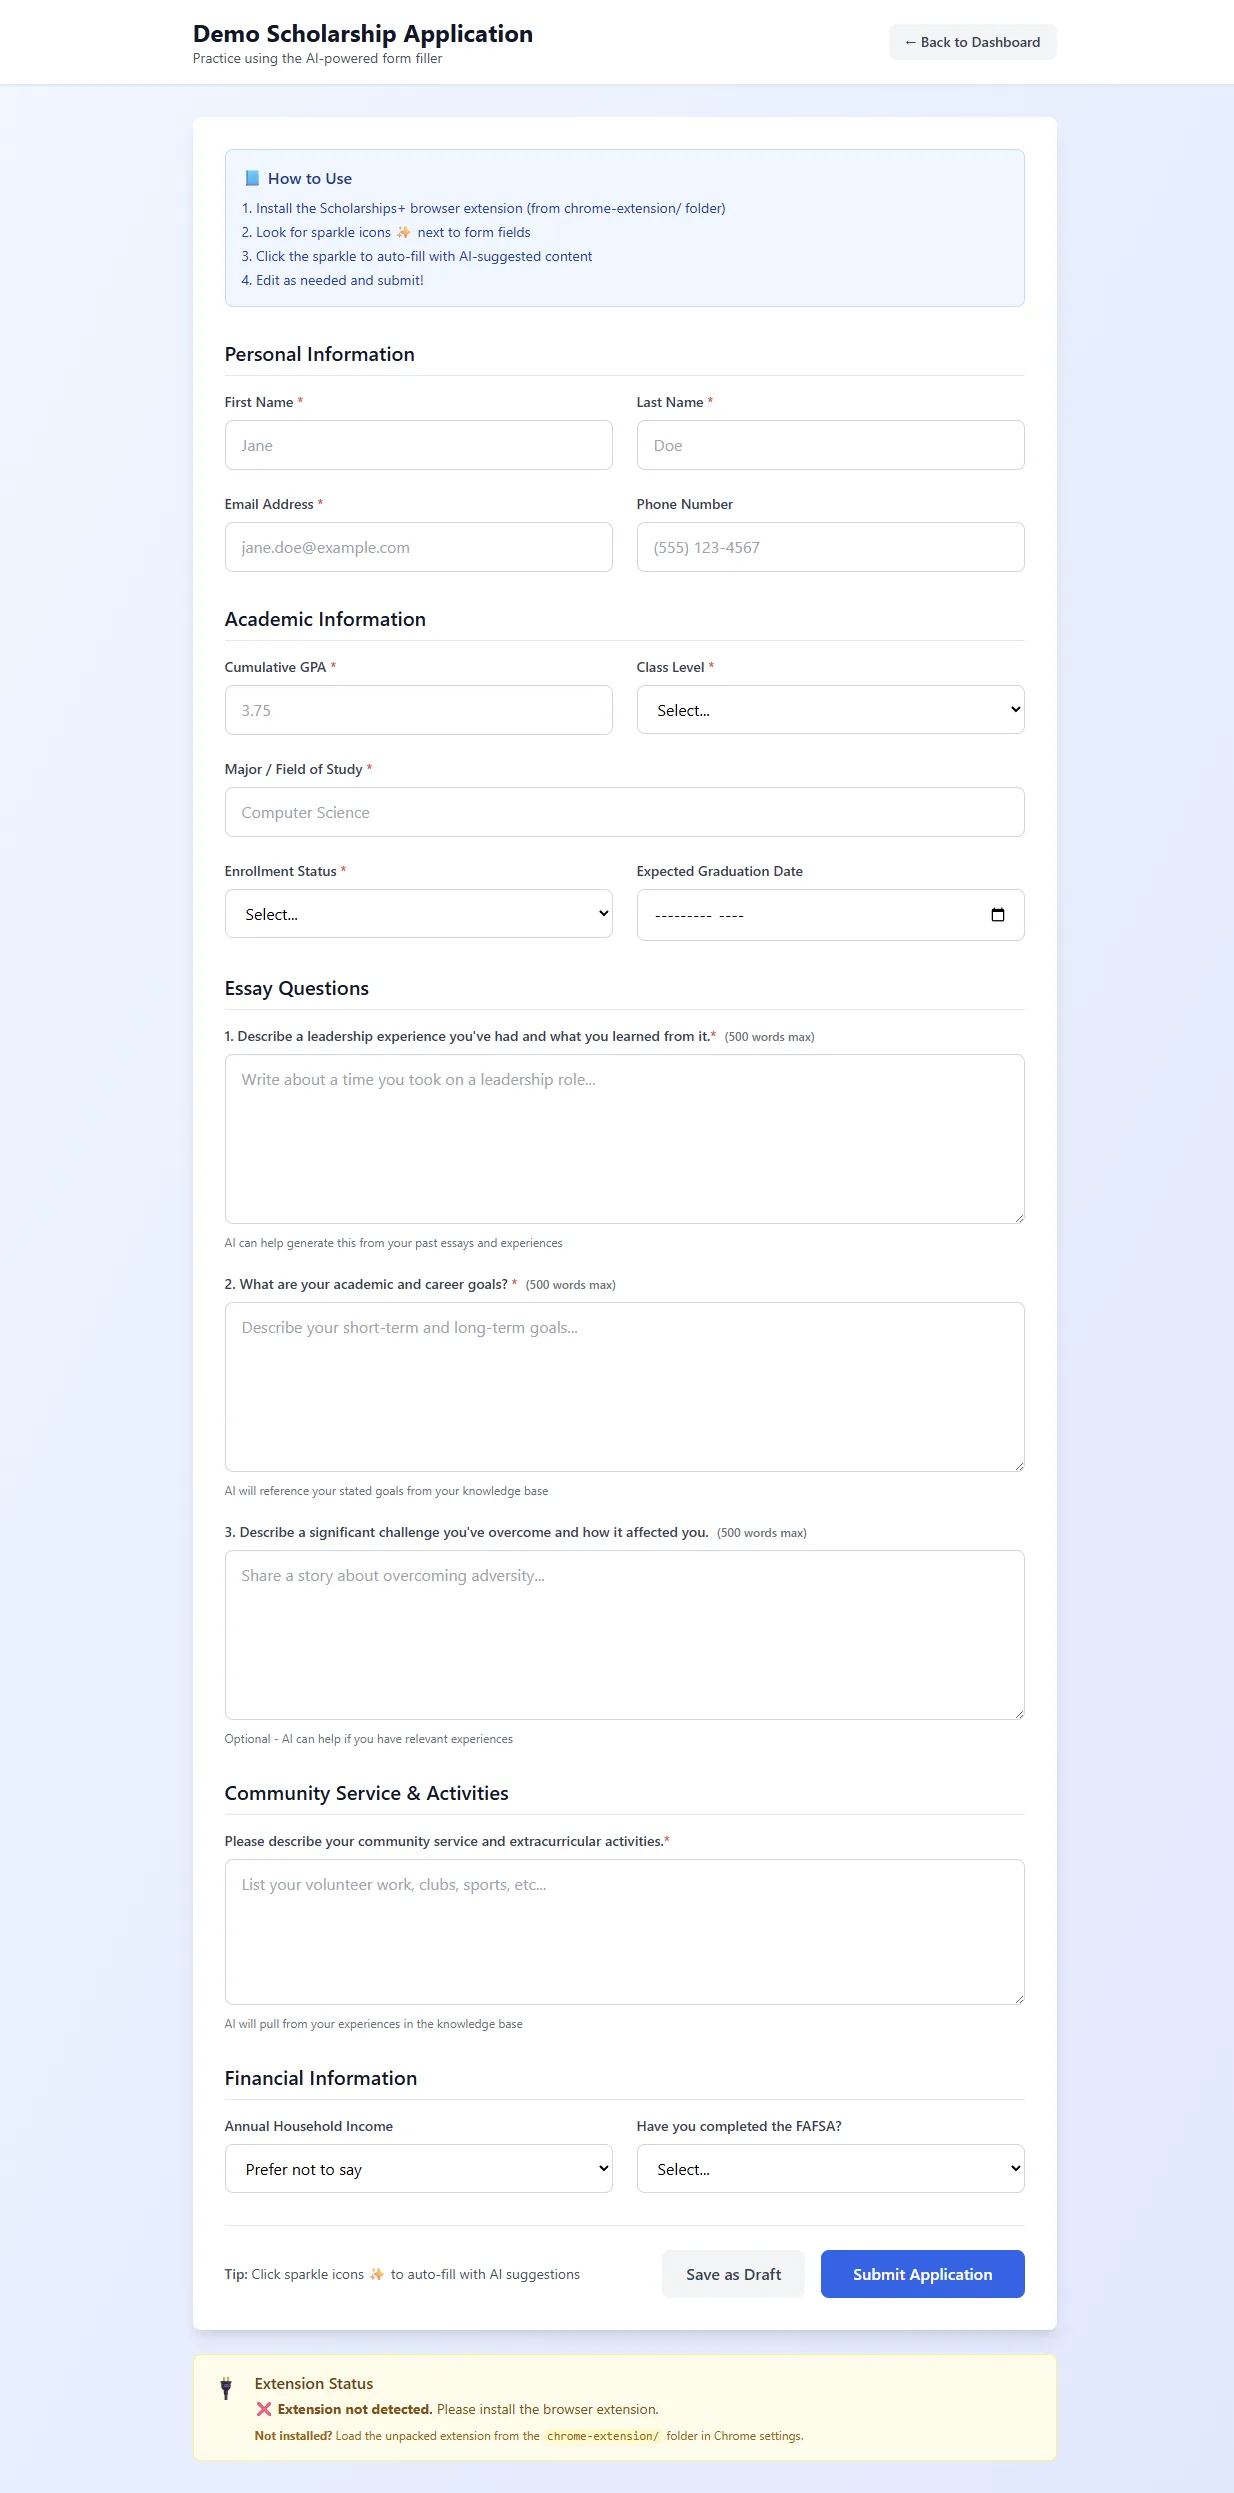 Demo Scholarship Application
Practice using the AI-powered form filler
← Back to Dashboard
📘 How to Use
1. Install the Scholarships+ browser extension (from chrome-extension/ folder)
2. Look for sparkle icons ✨ next to form fields
3. Click the sparkle to auto-fill with AI-suggested content
4. Edit as needed and submit!
Personal Information
First Name *
Last Name *
Jane
Doe
Email Address *
Phone Number
jane.doe@example.com
(555) 123-4567
Academic Information
Cumulative GPA *
Class Level *
3.75
Select...
Major / Field of Study *
Computer Science
Enrollment Status *
Expected Graduation Date
Select...
--------- ----
Essay Questions
1. Describe a leadership experience you've had and what you learned from it.* (500 words max)
Write about a time you took on a leadership role...
AI can help generate this from your past essays and experiences
2. What are your academic and career goals? * (500 words max)
Describe your short-term and long-term goals...
AI will reference your stated goals from your knowledge base
3. Describe a significant challenge you've overcome and how it affected you. (500 words max)
Share a story about overcoming adversity...
Optional - AI can help if you have relevant experiences
Community Service & Activities
Please describe your community service and extracurricular activities.*
List your volunteer work, clubs, sports, etc...
AI will pull from your experiences in the knowledge base
Financial Information
Annual Household Income
Have you completed the FAFSA?
Prefer not to say
Select...
Tip: Click sparkle icons ✨ to auto-fill with AI suggestions
Save as Draft
Submit Application
Extension Status
❌ Extension not detected. Please install the browser extension.
Not installed? Load the unpacked extension from the chrome-extension/ folder in Chrome settings.